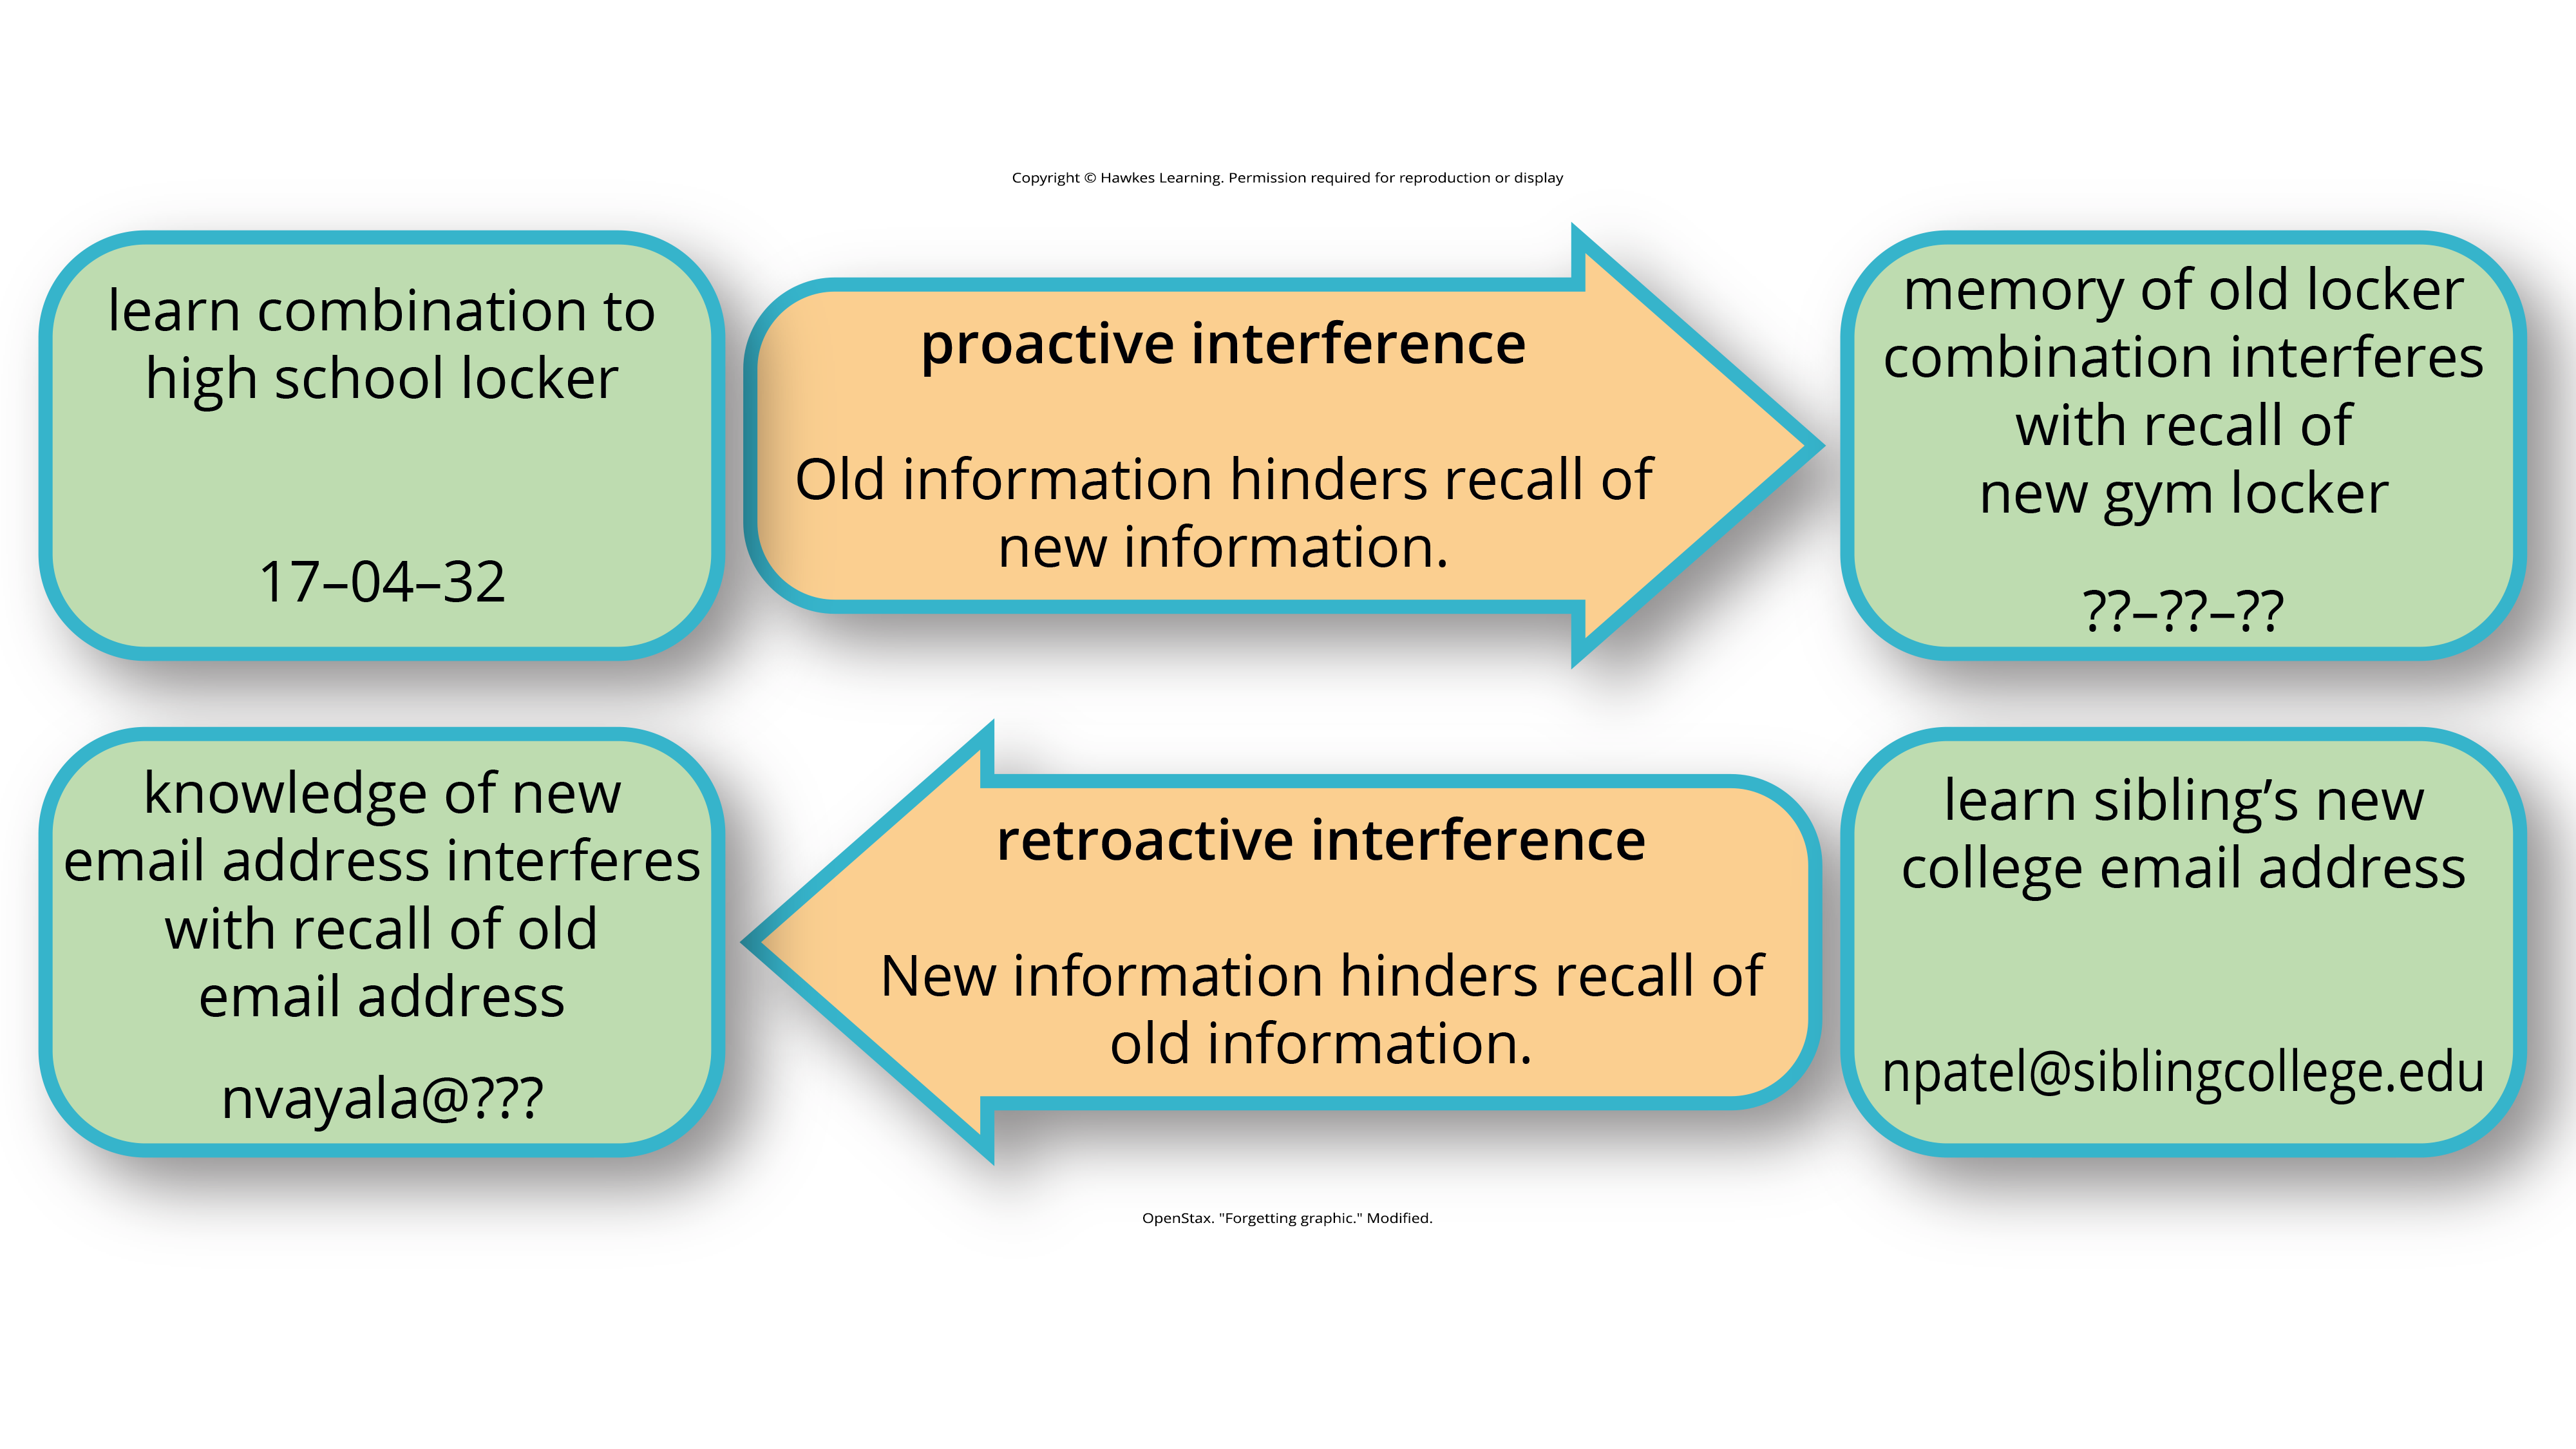 Copyright © Hawkes Learning. Permission required for reproduction or display
learn combination to
high school locker
17–04–32
proactive interference
Old information hinders recall of
new information.
memory of old locker
combination interferes
with recall of
new gym locker
??–??–??
knowledge of new
email address interferes
with recall of old
email address
nvayala@???
retroactive interference
New information hinders recall of
old information.
learn sibling’s new
college email address
npatel@siblingcollege.edu
OpenStax. "Forgetting graphic." Modified.